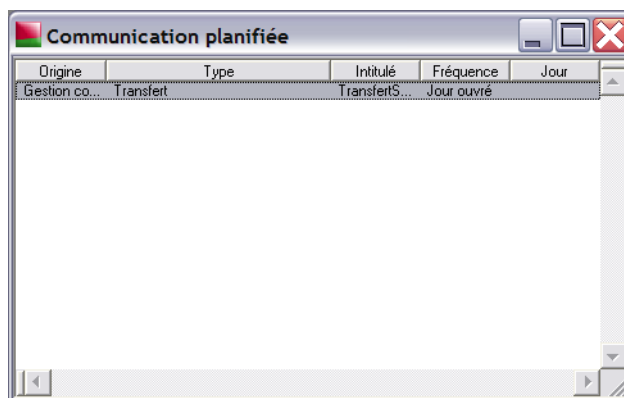 Communication planifiée
Origine Type Intitulé Fréquence Jour
Gestion co... Transfert TransfertS... Jour ouvré